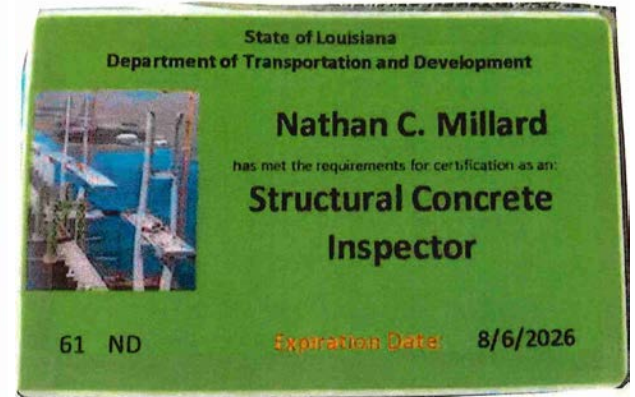 State of Louisiana
Department of Transportation and Development
Nathan C. Millard
has met the requirements for certification as an:
Structural Concrete
Inspector
61 ND
Expiration Date: 8/6/2026